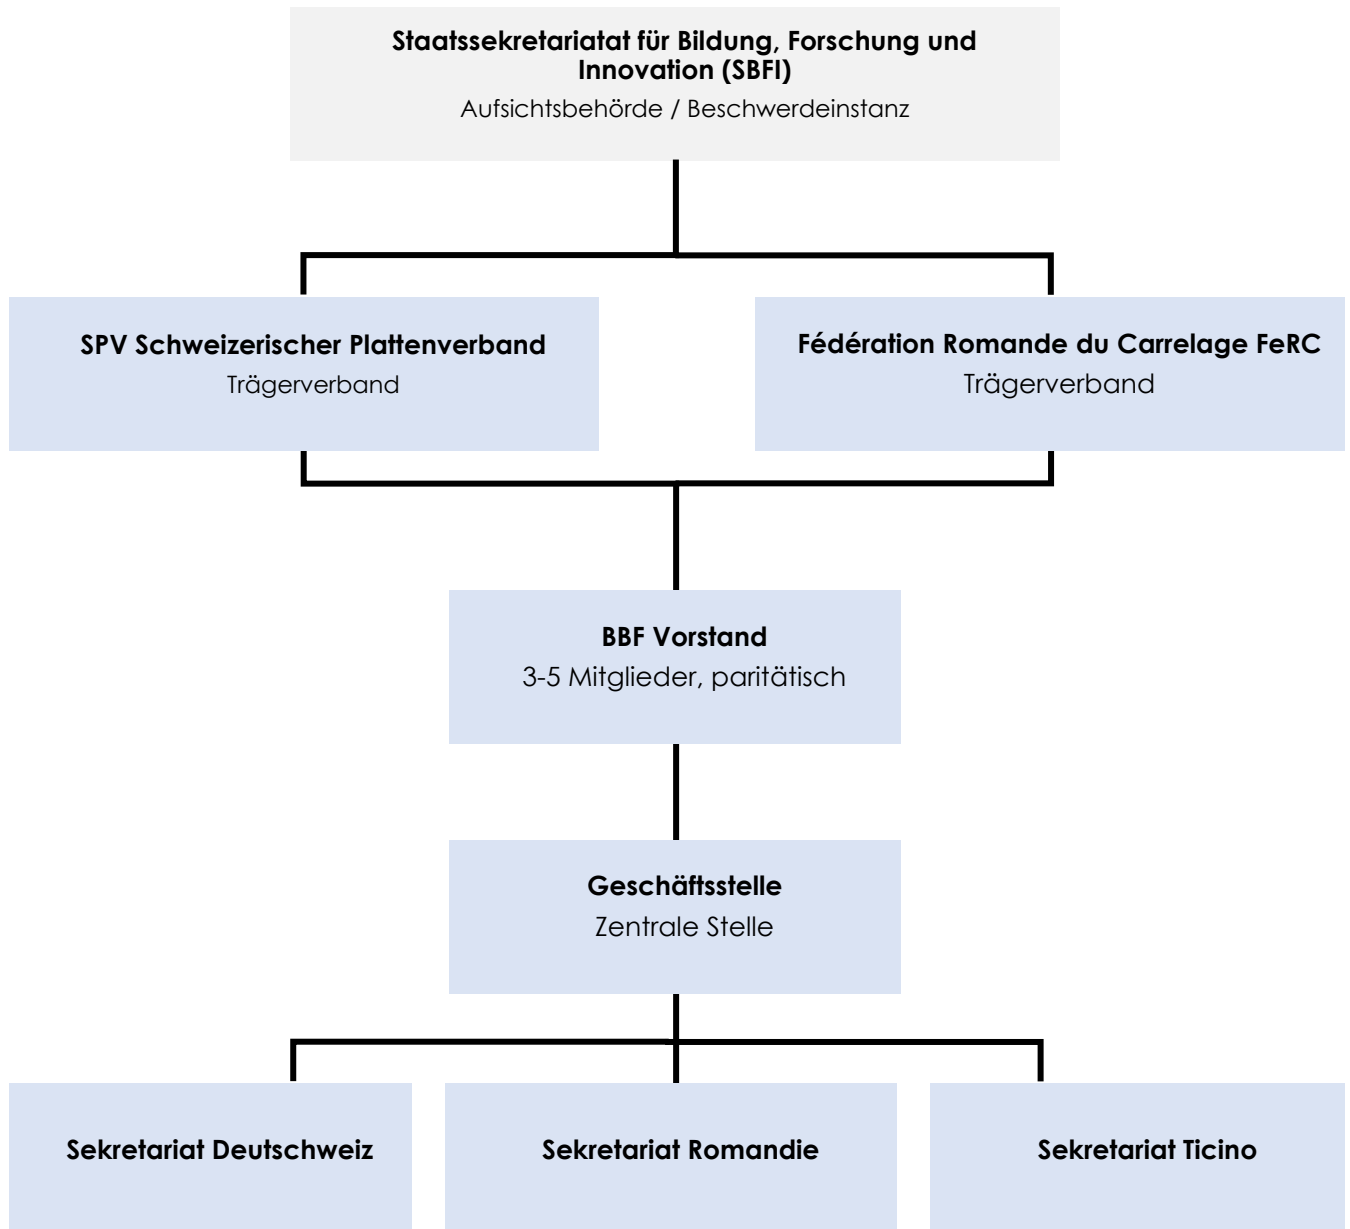 Staatssekretariatat für Bildung, Forschung und
Innovation (SBFI)
Aufsichtsbehörde / Beschwerdeinstanz
SPV Schweizerischer Plattenverband
Trägerverband
Fédération Romande du Carrelage FeRC
Trägerverband
BBF Vorstand
3-5 Mitglieder, paritätisch
Geschäftsstelle
Zentrale Stelle
Sekretariat Deutschweiz
Sekretariat Romandie
Sekretariat Ticino